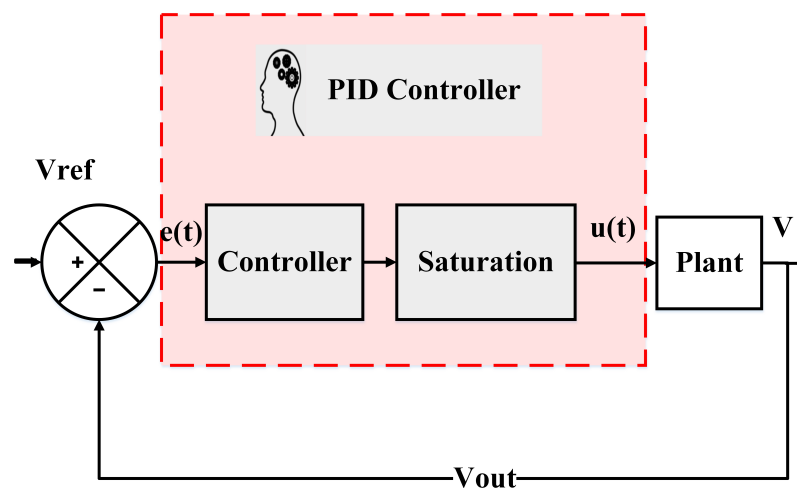 PID Controller
Vref
e(t)
u(t)
V
+
−
Controller
Saturation
Plant
Vout